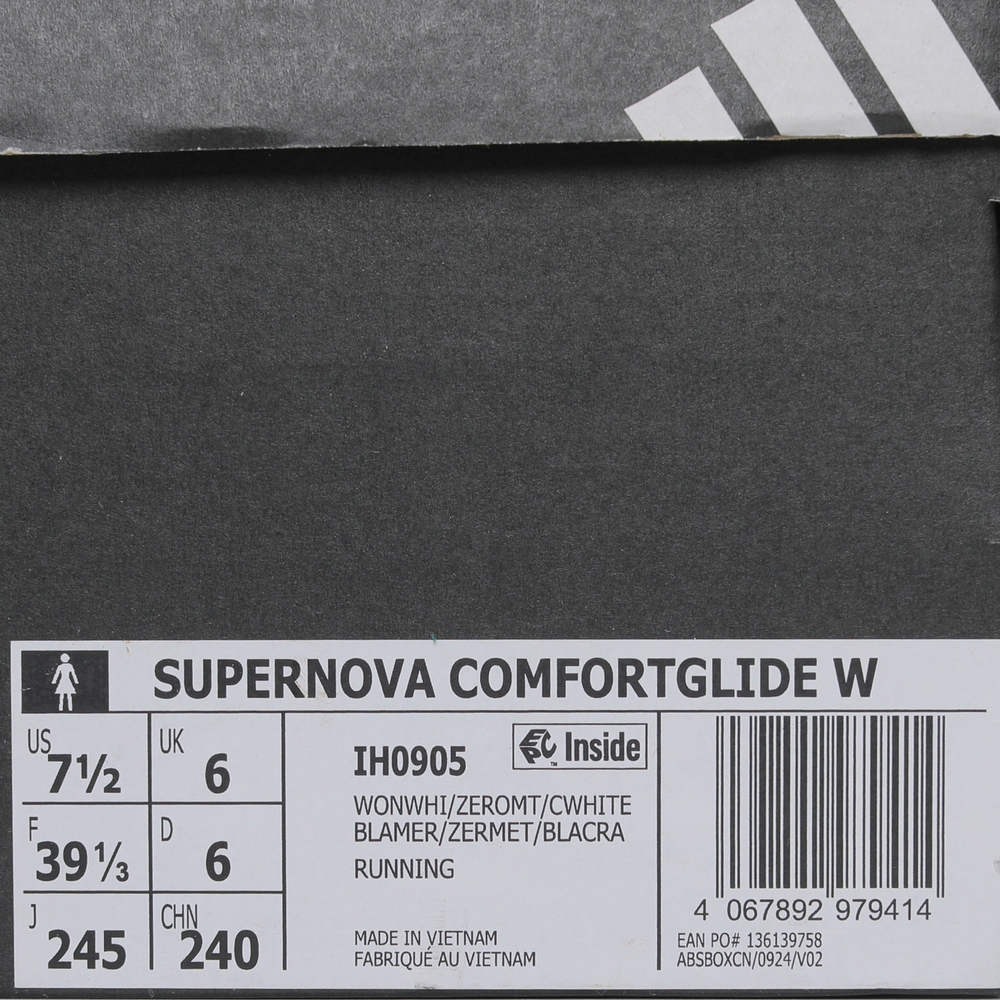 SUPERNOVA COMFORTGLIDE W
US 7½ UK 6
F 39⅓ D 6
J 245 CHN 240
IH0905 EPC™ Inside
WONWHI/ZEROMT/CWHITE
BLAMER/ZERMET/BLACRA
RUNNING
MADE IN VIETNAM
FABRIQUÉ AU VIETNAM
4 067892 979414
EAN PO# 136139758
ABSBOXCN/0924/V02